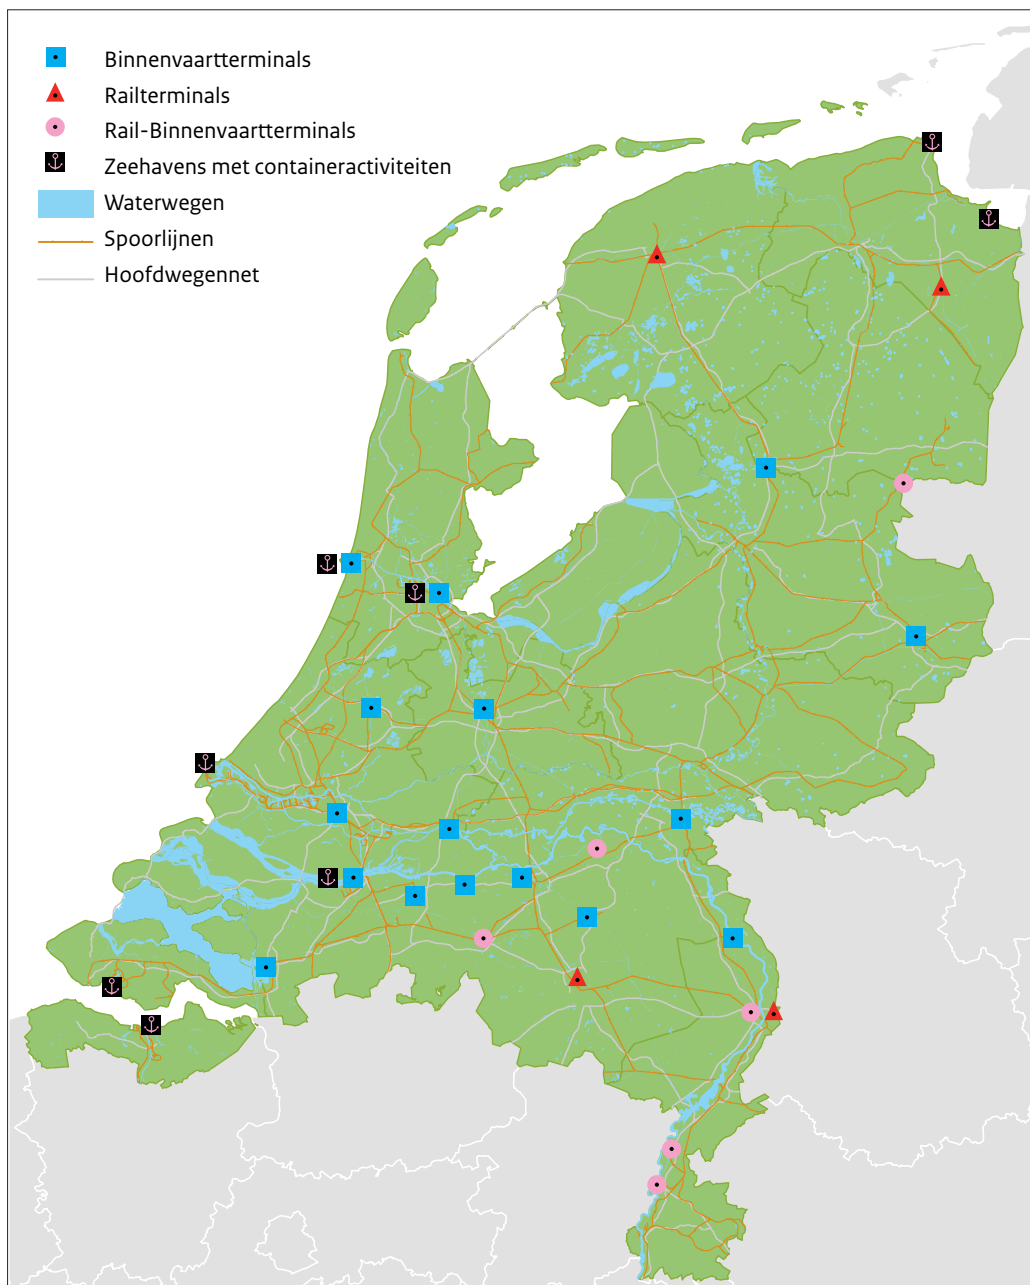 Binnenvaartterminals
Railterminals
Rail-Binnenvaartterminals
Zeehavens met containeractiviteiten
Waterwegen
Spoorlijnen
Hoofdwegennet